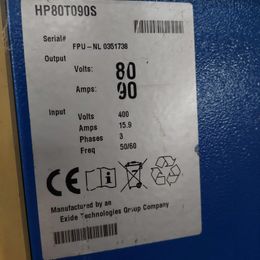 HP80T090S
Serial#
FPU-NL 0351738
Output
Volts: 80
Amps: 90
Input
Volts 400
Amps 15.9
Phases 3
Freq 50/60
CE
Manufactured by an
Exide Technologies Group Company